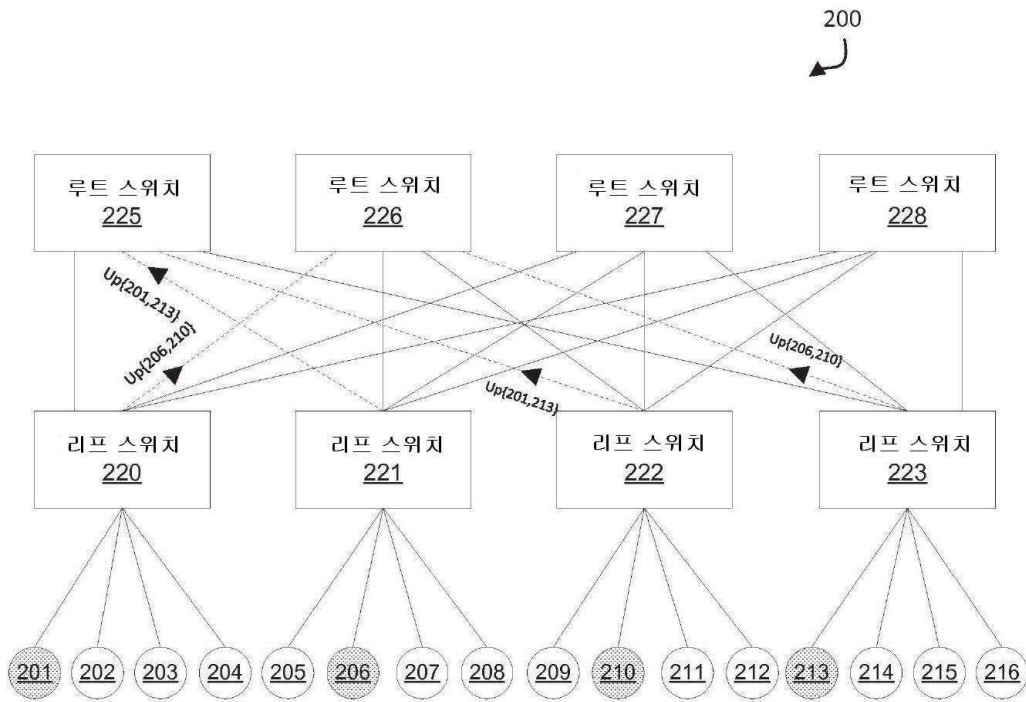 200
루트 스위치
225
루트 스위치
226
루트 스위치
227
루트 스위치
228
Up{201,213}
Up{206,210}
Up{201,213}
Up{206,210}
리프 스위치
220
리프 스위치
221
리프 스위치
222
리프 스위치
223
201 202 203 204 205 206 207 208 209 210 211 212 213 214 215 216